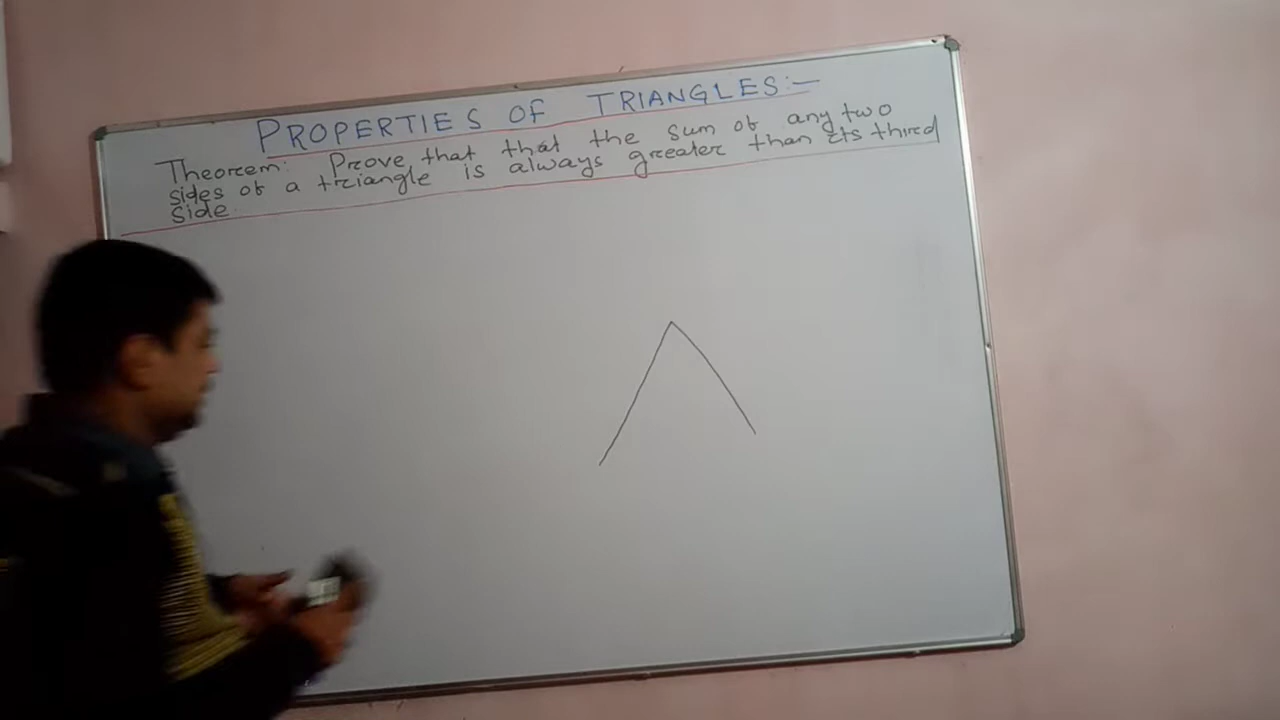 PROPERTIES OF TRIANGLES:-
Theorem: Prove that that the sum of any two
sides of a triangle is always greater than its third
side.